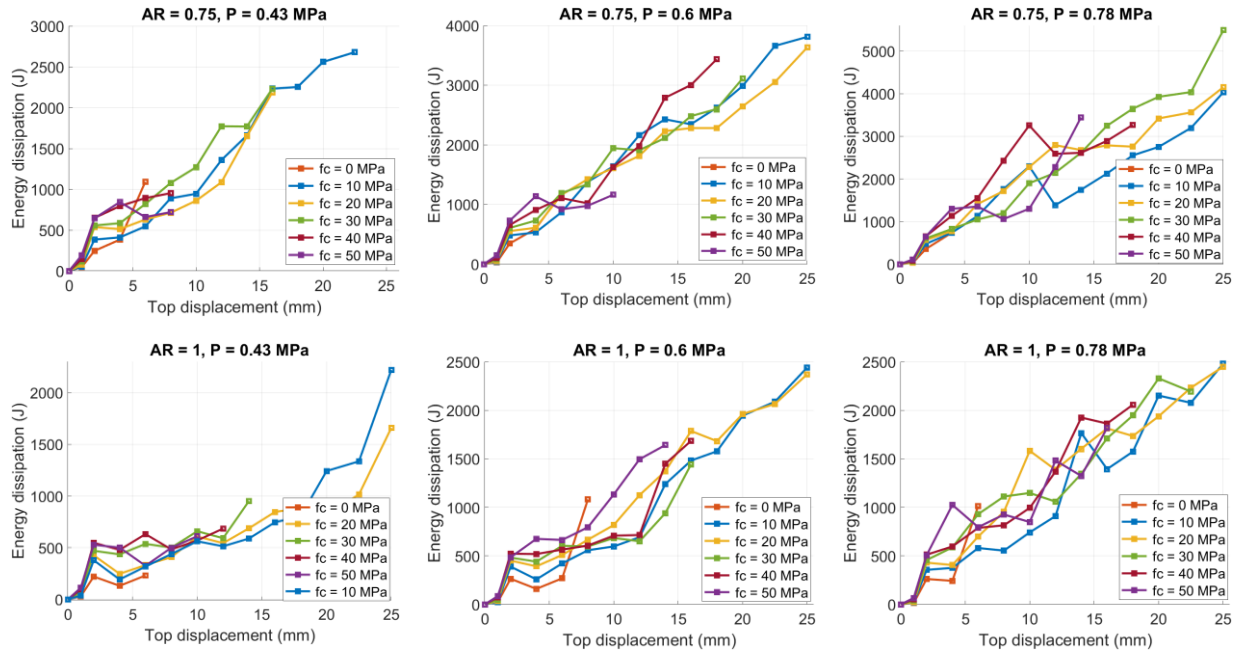 AR = 0.75, P = 0.43 MPa
3000
2500
2000
1500
1000
500
0
Energy dissipation (J)
fc = 0 MPa
fc = 10 MPa
fc = 20 MPa
fc = 30 MPa
fc = 40 MPa
fc = 50 MPa
0 5 10 15 20 25
Top displacement (mm)
AR = 0.75, P = 0.6 MPa
4000
3000
2000
1000
0
Energy dissipation (J)
fc = 0 MPa
fc = 10 MPa
fc = 20 MPa
fc = 30 MPa
fc = 40 MPa
fc = 50 MPa
0 5 10 15 20 25
Top displacement (mm)
AR = 0.75, P = 0.78 MPa
5000
4000
3000
2000
1000
0
Energy dissipation (J)
fc = 0 MPa
fc = 10 MPa
fc = 20 MPa
fc = 30 MPa
fc = 40 MPa
fc = 50 MPa
0 5 10 15 20 25
Top displacement (mm)
AR = 1, P = 0.43 MPa
2000
1500
1000
500
0
Energy dissipation (J)
fc = 0 MPa
fc = 20 MPa
fc = 30 MPa
fc = 40 MPa
fc = 50 MPa
fc = 10 MPa
0 5 10 15 20 25
Top displacement (mm)
AR = 1, P = 0.6 MPa
2500
2000
1500
1000
500
0
Energy dissipation (J)
fc = 0 MPa
fc = 10 MPa
fc = 20 MPa
fc = 30 MPa
fc = 40 MPa
fc = 50 MPa
0 5 10 15 20 25
Top displacement (mm)
AR = 1, P = 0.78 MPa
2500
2000
1500
1000
500
0
Energy dissipation (J)
fc = 0 MPa
fc = 10 MPa
fc = 20 MPa
fc = 30 MPa
fc = 40 MPa
fc = 50 MPa
0 5 10 15 20 25
Top displacement (mm)